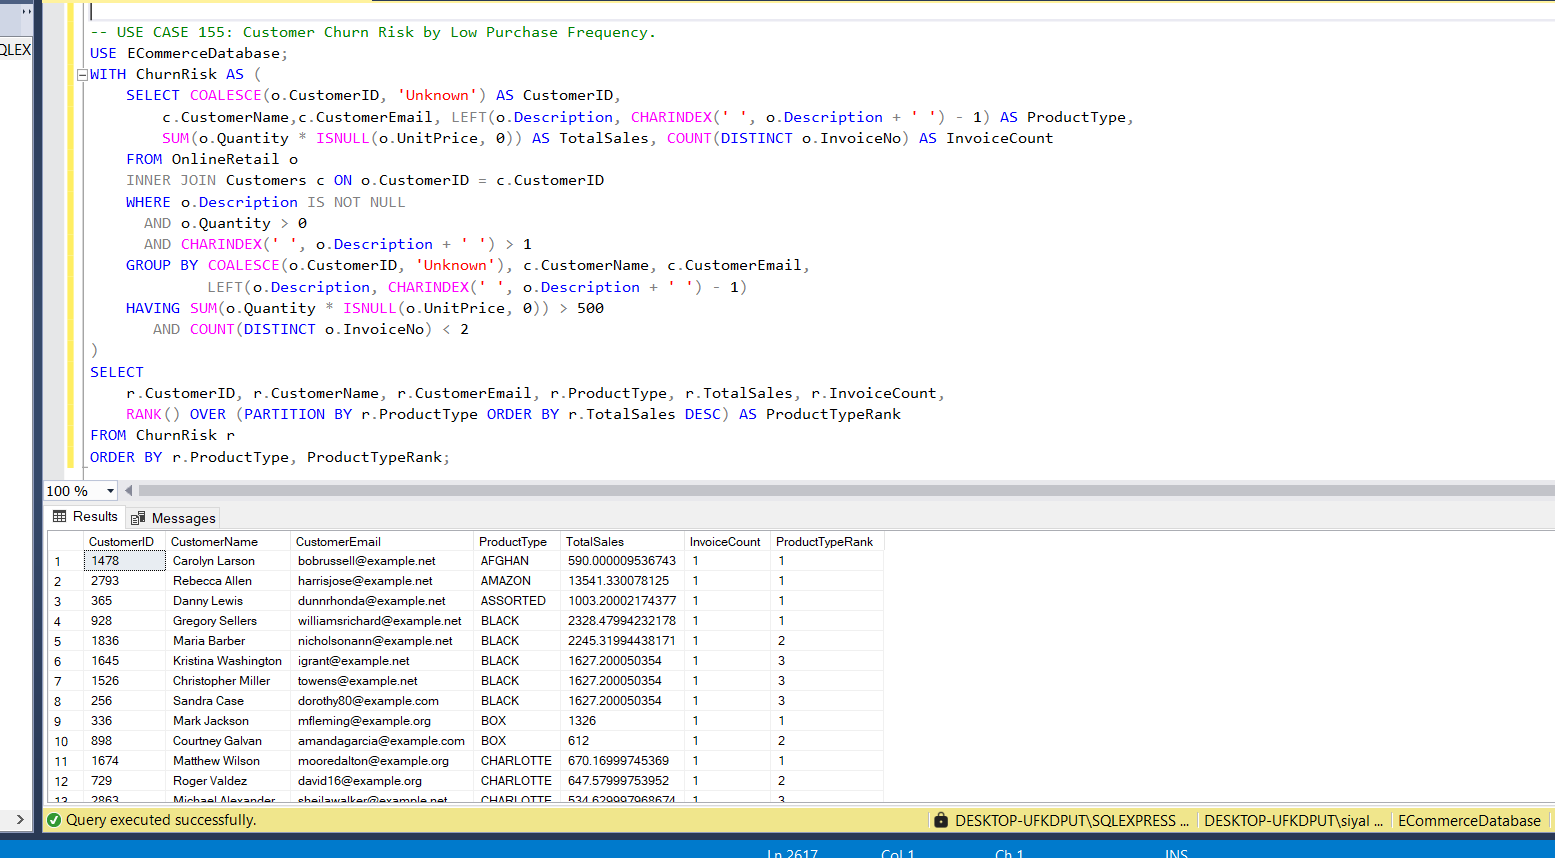 QLEX
-- USE CASE 155: Customer Churn Risk by Low Purchase Frequency.
USE ECommerceDatabase;
WITH ChurnRisk AS (
SELECT COALESCE(o.CustomerID, 'Unknown') AS CustomerID,
c.CustomerName,c.CustomerEmail, LEFT(o.Description, CHARINDEX(' ', o.Description + ' ') - 1) AS ProductType,
SUM(o.Quantity * ISNULL(o.UnitPrice, 0)) AS TotalSales, COUNT(DISTINCT o.InvoiceNo) AS InvoiceCount
FROM OnlineRetail o
INNER JOIN Customers c ON o.CustomerID = c.CustomerID
WHERE o.Description IS NOT NULL
AND o.Quantity > 0
AND CHARINDEX(' ', o.Description + ' ') > 1
GROUP BY COALESCE(o.CustomerID, 'Unknown'), c.CustomerName, c.CustomerEmail,
LEFT(o.Description, CHARINDEX(' ', o.Description + ' ') - 1)
HAVING SUM(o.Quantity * ISNULL(o.UnitPrice, 0)) > 500
AND COUNT(DISTINCT o.InvoiceNo) < 2
)
SELECT
r.CustomerID, r.CustomerName, r.CustomerEmail, r.ProductType, r.TotalSales, r.InvoiceCount,
RANK() OVER (PARTITION BY r.ProductType ORDER BY r.TotalSales DESC) AS ProductTypeRank
FROM ChurnRisk r
ORDER BY r.ProductType, ProductTypeRank;
100 %
Results Messages
CustomerID CustomerName CustomerEmail ProductType TotalSales InvoiceCount ProductTypeRank
1 1478 Carolyn Larson bobrussell@example.net AFGHAN 590.000009536743 1 1
2 2793 Rebecca Allen harrisjose@example.net AMAZON 13541.330078125 1 1
3 365 Danny Lewis dunnrhonda@example.net ASSORTED 1003.20002174377 1 1
4 928 Gregory Sellers williamsrichard@example.net BLACK 2328.47994232178 1 1
5 1836 Maria Barber nicholsonann@example.net BLACK 2245.31994438171 1 2
6 1645 Kristina Washington igrant@example.net BLACK 1627.200050354 1 3
7 1526 Christopher Miller towens@example.net BLACK 1627.200050354 1 3
8 256 Sandra Case dorothy80@example.com BLACK 1627.200050354 1 3
9 336 Mark Jackson mfleming@example.org BOX 1326 1 1
10 898 Courtney Galvan amandagarcia@example.com BOX 612 1 2
11 1674 Matthew Wilson mooredalton@example.org CHARLOTTE 670.16999745369 1 1
12 729 Roger Valdez david16@example.org CHARLOTTE 647.57999753952 1 2
13 2863 Michael Alexander sheilawalker@example.net CHARLOTTE 534.629997968674 1 3
Query executed successfully. DESKTOP-UFKDPUT\SQLEXPRESS ... DESKTOP-UFKDPUT\siyal ... ECommerceDatabase
Ln 2617 Col 1 Ch 1 INS